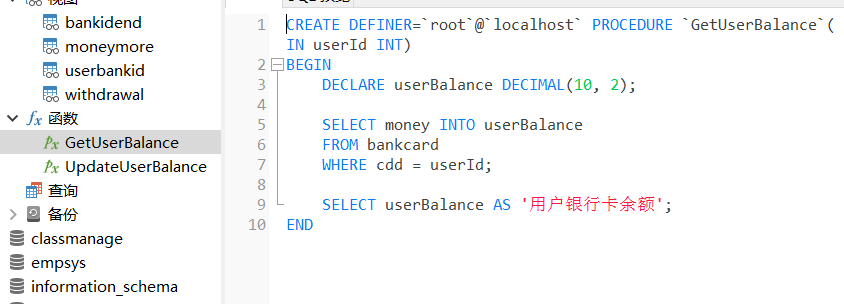 视图
bankidend
moneymore
userbankid
withdrawal
函数
GetUserBalance
UpdateUserBalance
查询
备份
classmanage
empsys
information_schema
1 CREATE DEFINER=`root`@`localhost` PROCEDURE `GetUserBalance`(
IN userId INT)
2 BEGIN
3 DECLARE userBalance DECIMAL(10, 2);
4
5 SELECT money INTO userBalance
6 FROM bankcard
7 WHERE cdd = userId;
8
9 SELECT userBalance AS '用户银行卡余额';
10 END